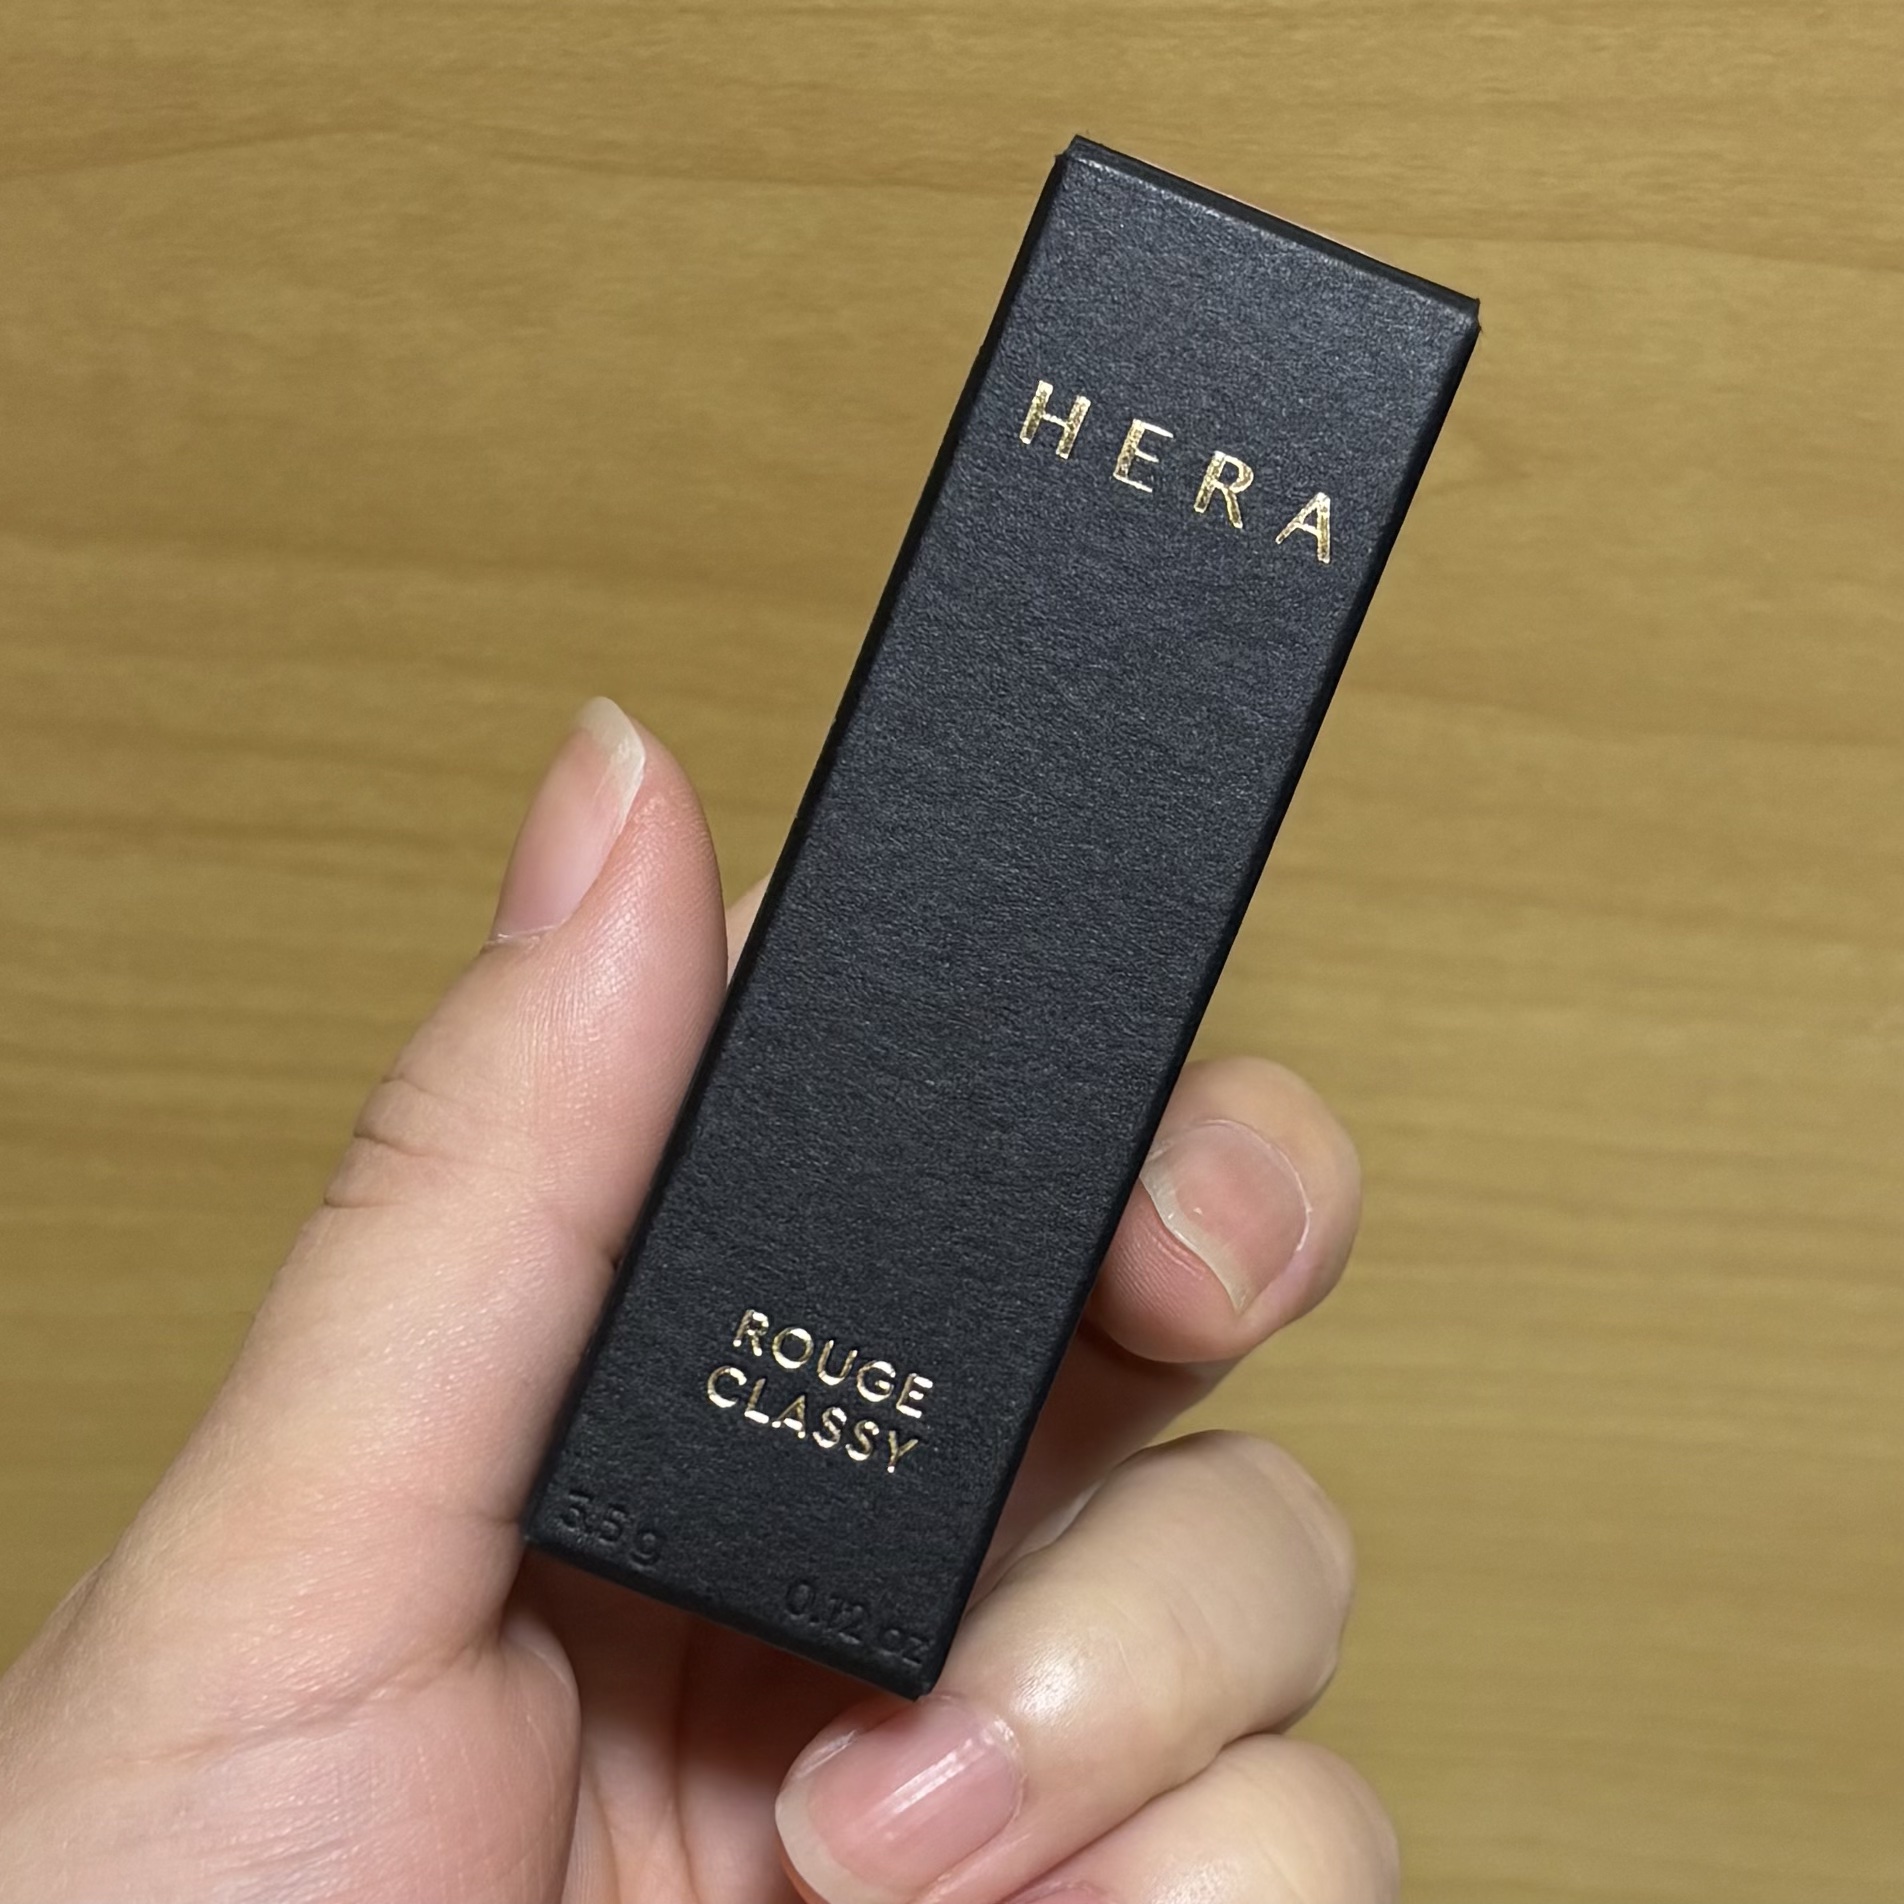 HERA
ROUGE
CLASSY
3.5g
0.12 oz